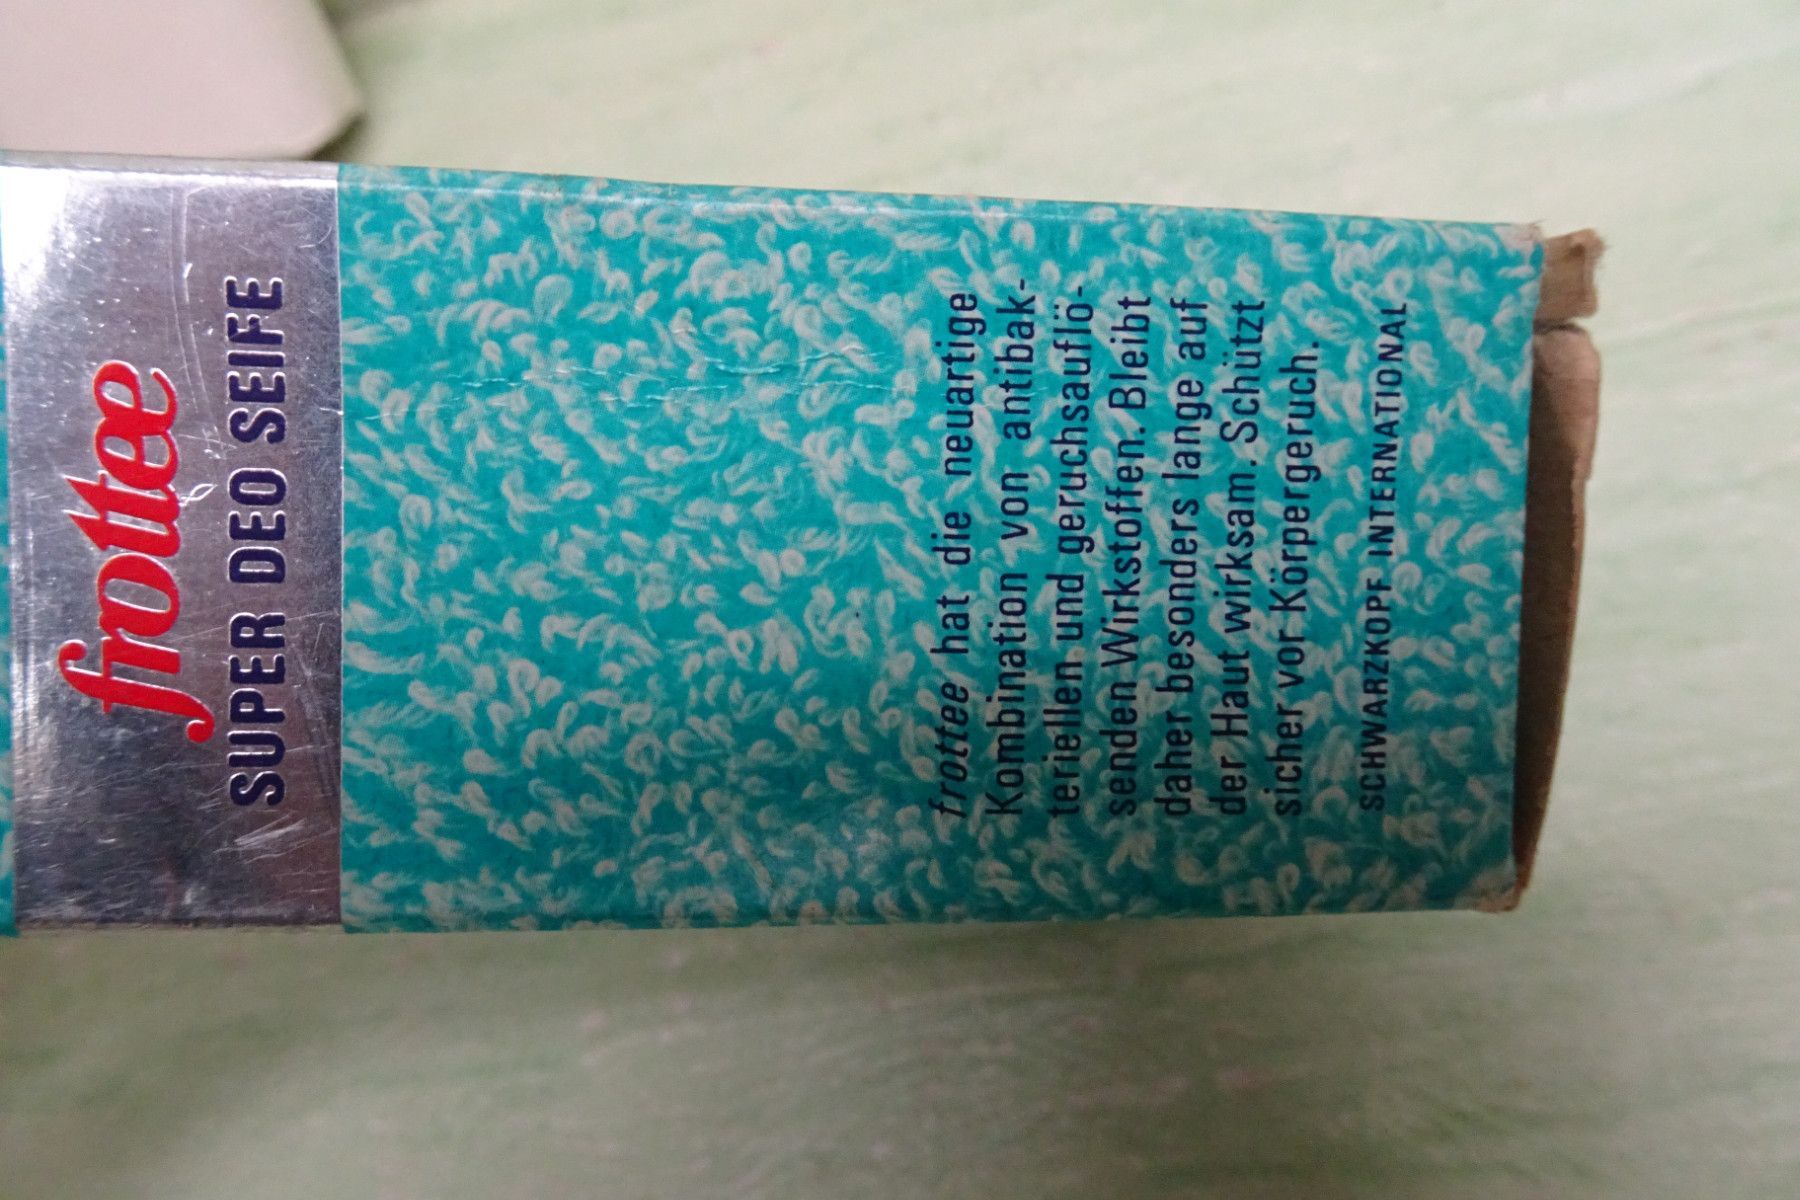 frottee
SUPER DEO SEIFE
frottee hat die neuartige
Kombination von antibak-
teriellen und geruchsauflö-
senden Wirkstoffen. Bleibt
daher besonders lange auf
der Haut wirksam. Schützt
sicher vor Körpergeruch.
SCHWARZKOPF INTERNATIONAL